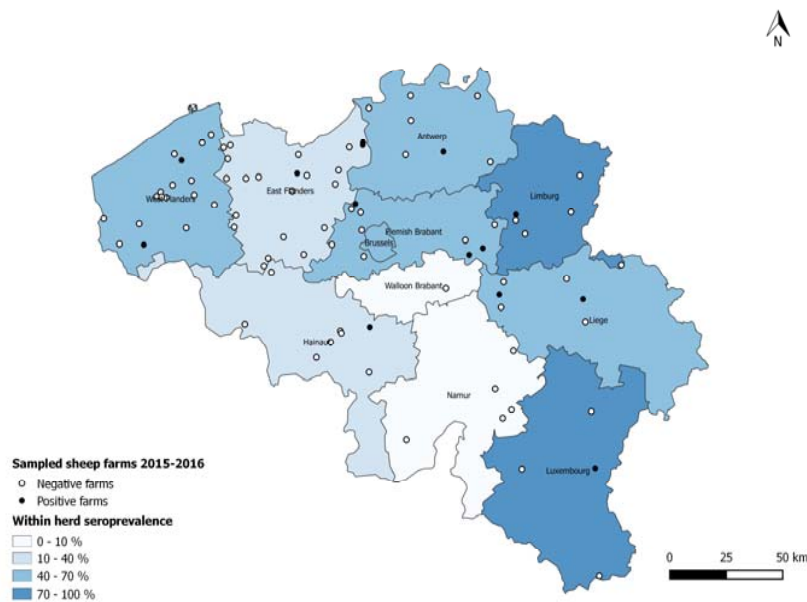 N
Antwerp
West Flanders
East Flanders
Limburg
Flemish Brabant
Brussels
Walloon Brabant
Liege
Hainaut
Namur
Luxembourg
Sampled sheep farms 2015-2016
Negative farms
Positive farms
Within herd seroprevalence
0 - 10 %
10 - 40 %
40 - 70 %
70 - 100 %
0 25 50 km